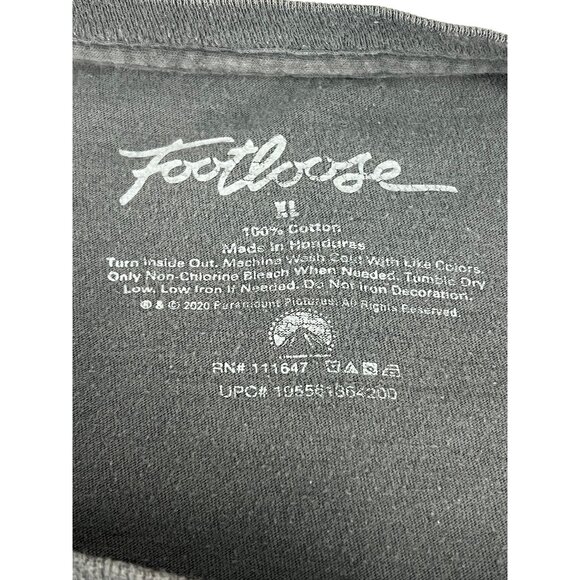 Footloose
XL
100% Cotton
Made In Honduras
Turn Inside Out. Machine Wash Cold With Like Colors.
Only Non-Chlorine Bleach When Needed. Tumble Dry
Low, Low Iron If Needed. Do Not Iron Decoration.
® & © 2020 Paramount Pictures. All Rights Reserved.
RN# 111647
UPC# 195561364200